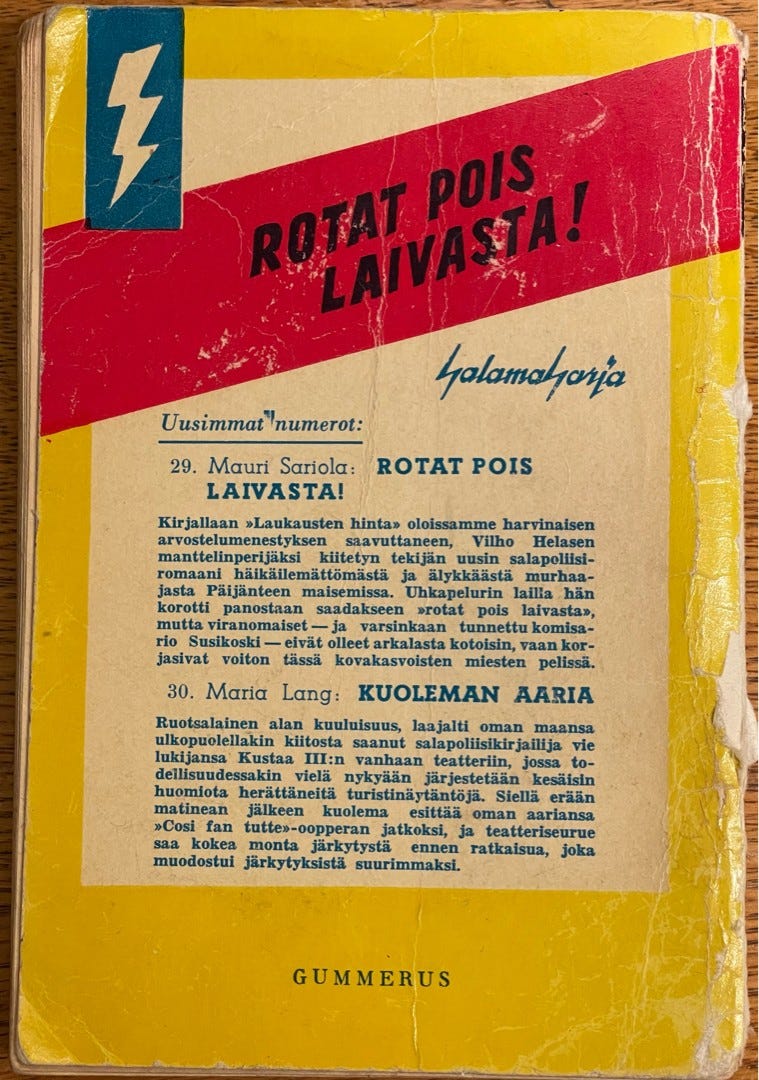 ROTAT POIS
LAIVASTA!
Salamasarja
Uusimmat numerot:
29. Mauri Sariola: ROTAT POIS
LAIVASTA!
Kirjallaan »Laukausten hinta» oloissamme harvinaisen
arvostelumenestyksen saavuttaneen, Vilho Helasen
manttelinperijäksi kiitetyn tekijän uusin salapoliisi-
romaani häikäilemättömästä ja älykkäästä murhaa-
jasta Päijänteen maisemissa. Uhkapelurin lailla hän
korotti panostaan saadakseen »rotat pois laivasta»,
mutta viranomaiset — ja varsinkaan tunnettu komisa-
rio Susikoski — eivät olleet arkalasta kotoisin, vaan kor-
jasivat voiton tässä kovakasvoisten miesten pelissä.
30. Maria Lang: KUOLEMAN AARIA
Ruotsalainen alan kuuluisuus, laajalti oman maansa
ulkopuolellakin kiitosta saanut salapoliisikirjailija vie
lukijansa Kustaa III:n vanhaan teatteriin, jossa to-
dellisuudessakin vielä nykyään järjestetään kesäisin
huomiota herättäneitä turistinäytäntöjä. Siellä erään
matinean jälkeen kuolema esittää oman aariansa
»Cosi fan tutte»-oopperan jatkoksi, ja teatteriseurue
saa kokea monta järkytystä ennen ratkaisua, joka
muodostui järkytyksistä suurimmaksi.
GUMMERUS